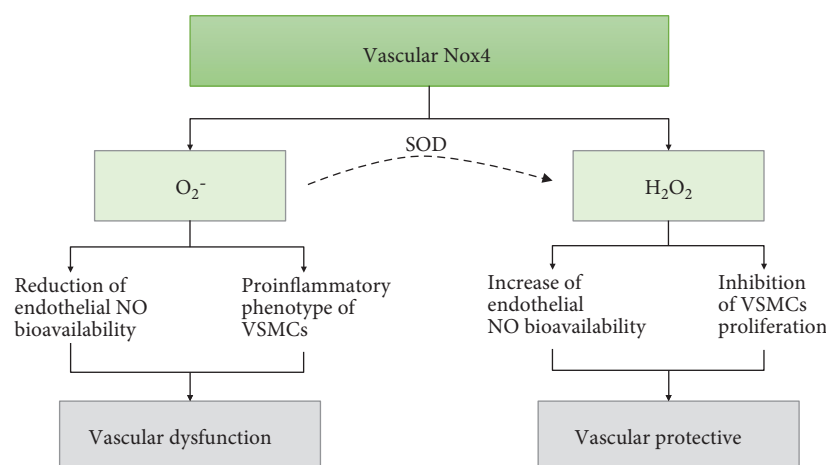 Vascular Nox4
SOD
O₂⁻
H₂O₂
Reduction of
endothelial NO
bioavailability
Proinflammatory
phenotype of
VSMCs
Increase of
endothelial
NO bioavailability
Inhibition
of VSMCs
proliferation
Vascular dysfunction
Vascular protective